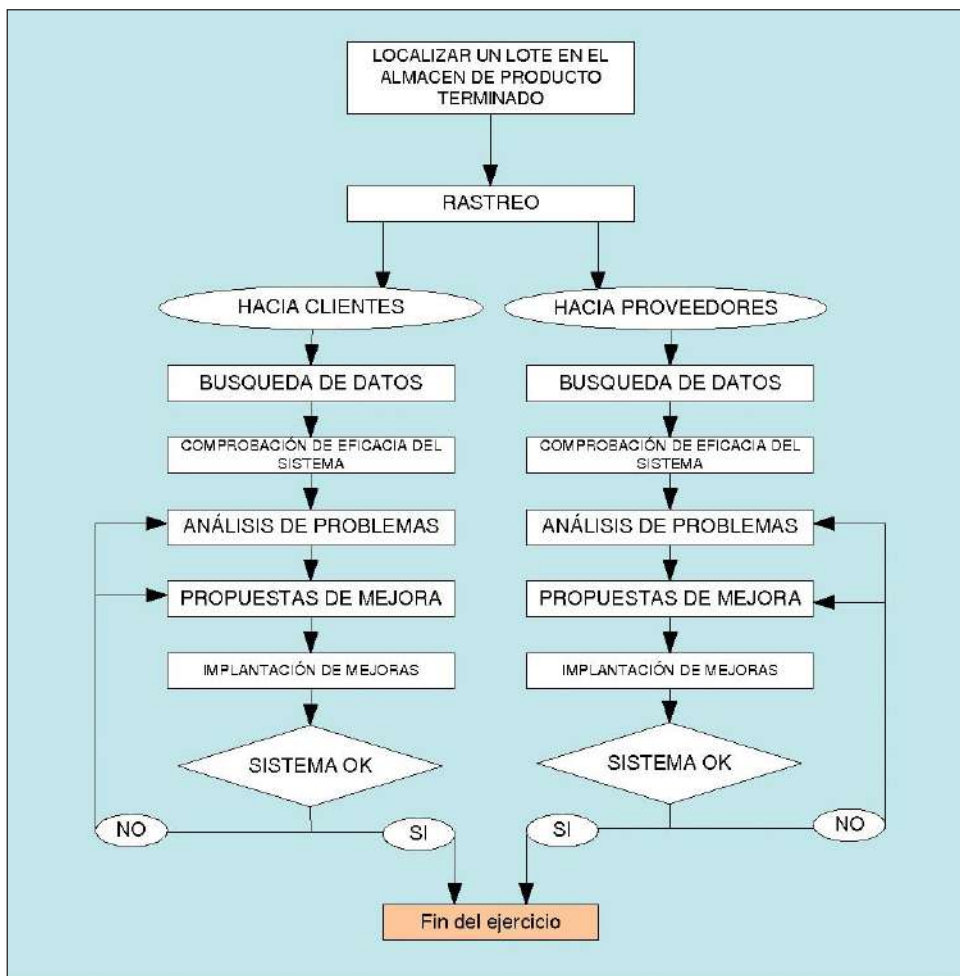 LOCALIZAR UN LOTE EN EL
ALMACEN DE PRODUCTO
TERMINADO
RASTREO
HACIA CLIENTES
HACIA PROVEEDORES
BUSQUEDA DE DATOS
BUSQUEDA DE DATOS
COMPROBACIÓN DE EFICACIA DEL
SISTEMA
COMPROBACIÓN DE EFICACIA DEL
SISTEMA
ANÁLISIS DE PROBLEMAS
ANÁLISIS DE PROBLEMAS
PROPUESTAS DE MEJORA
PROPUESTAS DE MEJORA
IMPLANTACIÓN DE MEJORAS
IMPLANTACIÓN DE MEJORAS
SISTEMA OK
SISTEMA OK
NO
SI
SI
NO
Fin del ejercicio